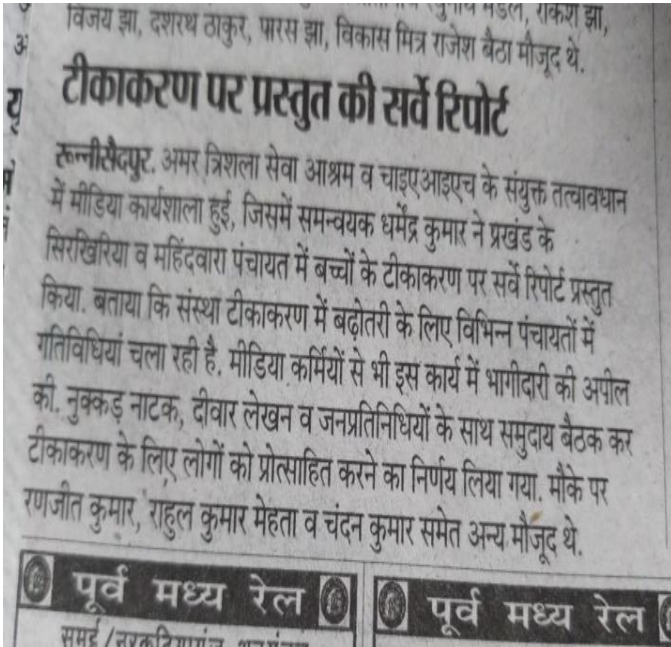 मंडल, राकेश झा,
विजय झा, दशरथ ठाकुर, पारस झा, विकास मित्र राजेश बैठा मौजूद थे.
टीकाकरण पर प्रस्तुत की सर्वे रिपोर्ट
रून्नीसैदपुर. अमर त्रिशला सेवा आश्रम व चाइएआइएच के संयुक्त तत्वावधान
में मीडिया कार्यशाला हुई, जिसमें समन्वयक धर्मेंद्र कुमार ने प्रखंड के
सिरखिरिया व महिंदवारा पंचायत में बच्चों के टीकाकरण पर सर्वे रिपोर्ट प्रस्तुत
किया. बताया कि संस्था टीकाकरण में बढ़ोतरी के लिए विभिन्न पंचायतों में
गतिविधियां चला रही है. मीडिया कर्मियों से भी इस कार्य में भागीदारी की अपील
की. नुक्कड़ नाटक, दीवार लेखन व जनप्रतिनिधियों के साथ समुदाय बैठक कर
टीकाकरण के लिए लोगों को प्रोत्साहित करने का निर्णय लिया गया. मौके पर
रणजीत कुमार, राहुल कुमार मेहता व चंदन कुमार समेत अन्य मौजूद थे.
पूर्व मध्य रेल
पूर्व मध्य रेल